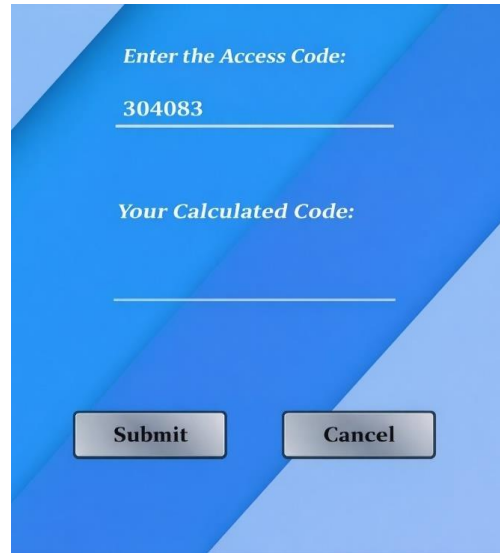 Enter the Access Code:
304083
Your Calculated Code:
Submit
Cancel